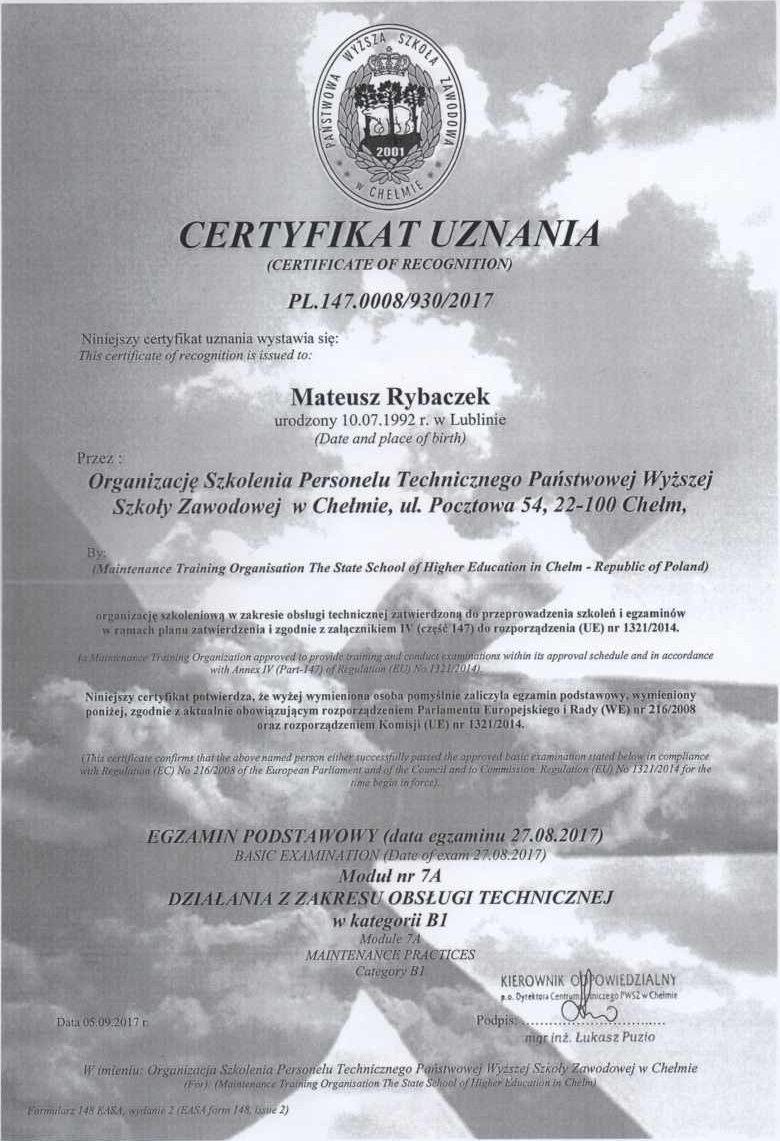 PAŃSTWOWA WYŻSZA SZKOŁA ZAWODOWA
2001
w CHEŁMIE
CERTYFIKAT UZNANIA
(CERTIFICATE OF RECOGNITION)
PL.147.0008/930/2017
Niniejszy certyfikat uznania wystawia się:
This certificate of recognition is issued to:
Mateusz Rybaczek
urodzony 10.07.1992 r. w Lublinie
(Date and place of birth)
Przez :
Organizację Szkolenia Personelu Technicznego Państwowej Wyższej
Szkoły Zawodowej w Chełmie, ul. Pocztowa 54, 22-100 Chełm,
By:
(Maintenance Training Organisation The State School of Higher Education in Chelm - Republic of Poland)
organizację szkoleniową w zakresie obsługi technicznej zatwierdzoną do przeprowadzenia szkoleń i egzaminów
w ramach planu zatwierdzenia i zgodnie z załącznikiem IV (część 147) do rozporządzenia (UE) nr 1321/2014.
(a Maintenance Training Organization approved to provide training and conduct examinations within its approval schedule and in accordance
with Annex IV (Part-147) of Regulation (EU) No 1321/2014).
Niniejszy certyfikat potwierdza, że wyżej wymieniona osoba pomyślnie zaliczyła egzamin podstawowy, wymieniony
poniżej, zgodnie z aktualnie obowiązującym rozporządzeniem Parlamentu Europejskiego i Rady (WE) nr 216/2008
oraz rozporządzeniem Komisji (UE) nr 1321/2014.
(This certificate confirms that the above named person either successfully passed the approved basic examination stated below in compliance
with Regulation (EC) No 216/2008 of the European Parliament and of the Council and to Commission Regulation (EU) No 1321/2014 for the
time begin in force).
EGZAMIN PODSTAWOWY (data egzaminu 27.08.2017)
BASIC EXAMINATION (Date of exam 27.08.2017)
Moduł nr 7A
DZIAŁANIA Z ZAKRESU OBSŁUGI TECHNICZNEJ
w kategorii B1
Module 7A
MAINTENANCE PRACTICES
Category B1
KIEROWNIK ODPOWIEDZIALNY
p.o. Dyrektora Centrum Lotniczego PWSZ w Chełmie
Data 05.09.2017 r.
Podpis:
mgr inż. Łukasz Puzio
W imieniu: Organizacja Szkolenia Personelu Technicznego Państwowej Wyższej Szkoły Zawodowej w Chełmie
(For): (Maintenance Training Organisation The State School of Higher Education in Chelm)
Formularz 148 EASA, wydanie 2 (EASA form 148, issue 2)